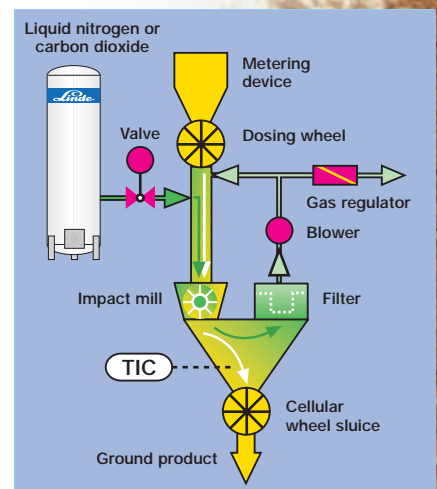 Liquid nitrogen or
carbon dioxide
Linde
Metering
device
Valve
Dosing wheel
Gas regulator
Blower
Impact mill
Filter
TIC
Cellular
wheel sluice
Ground product